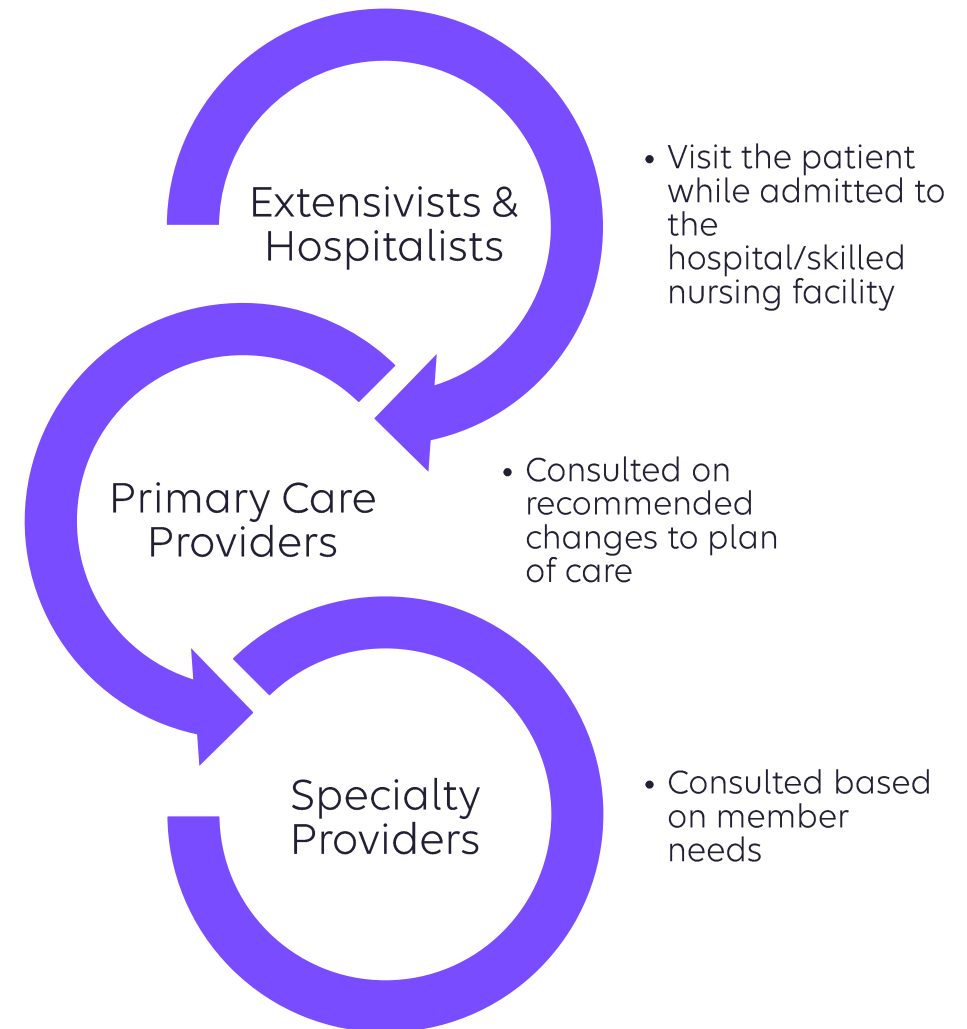 Extensivists &
Hospitalists
• Visit the patient
while admitted to
the
hospital/skilled
nursing facility
Primary Care
Providers
• Consulted on
recommended
changes to plan
of care
Specialty
Providers
• Consulted based
on member
needs